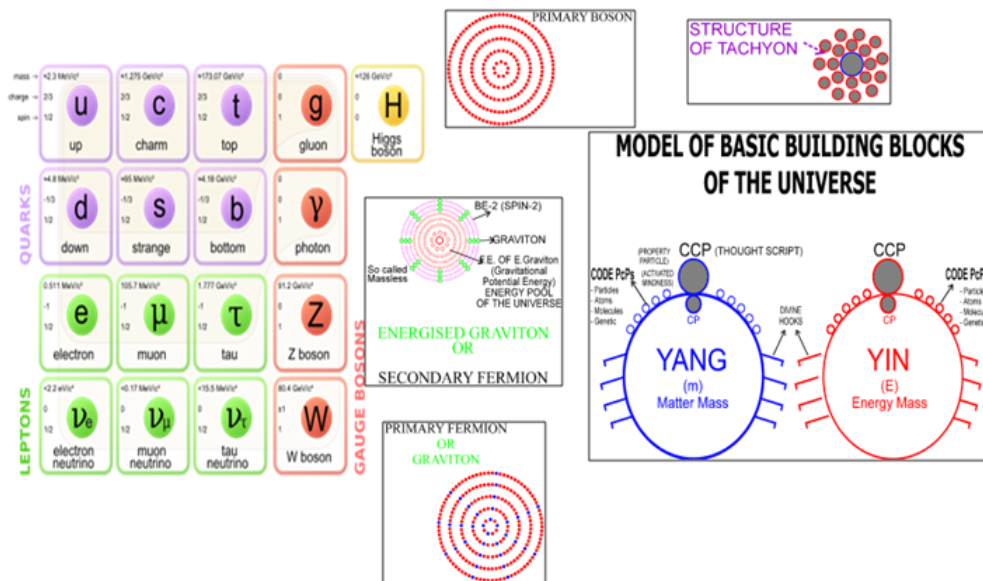 mass → ≈2.3 MeV/c² ≈1.275 GeV/c² ≈173.07 GeV/c² 0 ≈126 GeV/c²
charge → 2/3 2/3 2/3 0 0
spin → 1/2 1/2 1/2 1 0
u c t g H
up charm top gluon Higgs
boson
≈4.8 MeV/c² ≈95 MeV/c² ≈4.18 GeV/c² 0
-1/3 -1/3 -1/3 0
1/2 1/2 1/2 1
d s b γ
down strange bottom photon
QUARKS
0.511 MeV/c² 105.7 MeV/c² 1.777 GeV/c² 91.2 GeV/c²
-1 -1 -1 0
1/2 1/2 1/2 1
e μ τ Z
electron muon tau Z boson
<2.2 eV/c² <0.17 MeV/c² <15.5 MeV/c² 80.4 GeV/c²
0 0 0 ±1
1/2 1/2 1/2 1
νe νμ ντ W
electron muon tau W boson
neutrino neutrino neutrino
LEPTONS
GAUGE BOSONS
PRIMARY BOSON
STRUCTURE
OF TACHYON
BE-2 (SPIN-2)
GRAVITON
F.E. OF E.Graviton
(Gravitational
Potential Energy)
ENERGY POOL
OF THE UNIVERSE
So called
Massless
ENERGISED GRAVITON
OR
SECONDARY FERMION
PRIMARY FERMION
OR
GRAVITON
MODEL OF BASIC BUILDING BLOCKS
OF THE UNIVERSE
CCP (THOUGHT SCRIPT)
(PROPERTY
PARTICLE)
(ACTIVATED
MINDNESS)
CODE PcPs
- Particles
- Atoms
- Molecules
- Genetic
CP
YANG
(m)
Matter Mass
DIVINE
HOOKS
CCP
CODE PcP
- Particles
- Atoms
- Molecu
- Genetic
CP
YIN
(E)
Energy Mass